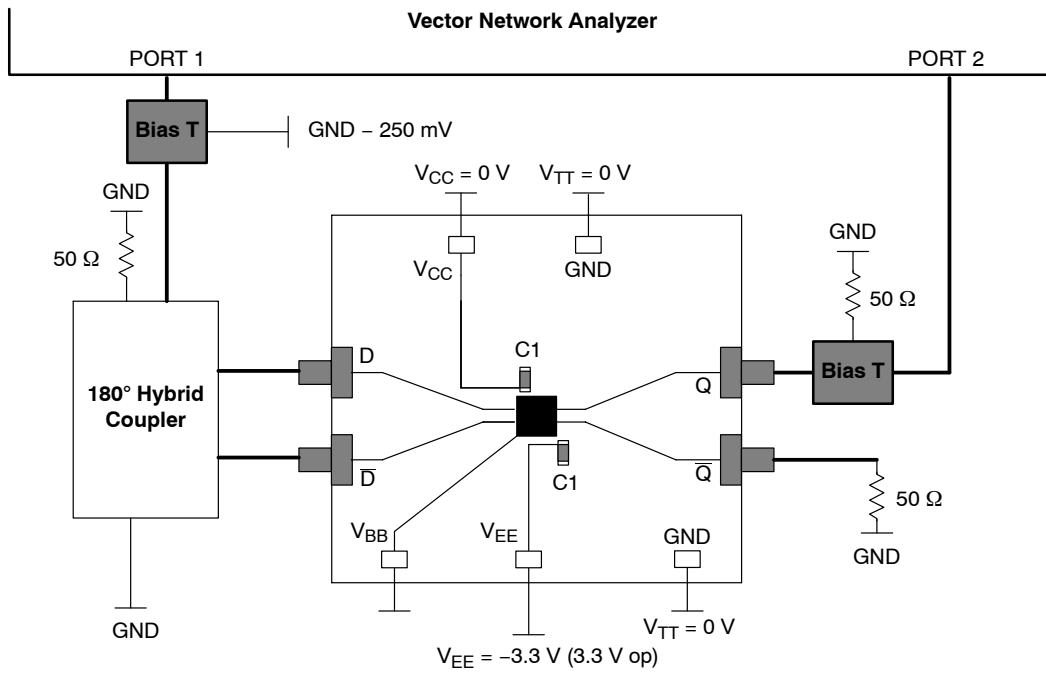 Vector Network Analyzer
PORT 1
PORT 2
Bias T
GND − 250 mV
V_CC = 0 V
V_TT = 0 V
GND
50 Ω
V_CC
GND
GND
50 Ω
180° Hybrid
Coupler
D
C1
Q
Bias T
D̅
C1
Q̅
50 Ω
GND
V_BB
V_EE
GND
GND
V_TT = 0 V
V_EE = −3.3 V (3.3 V op)